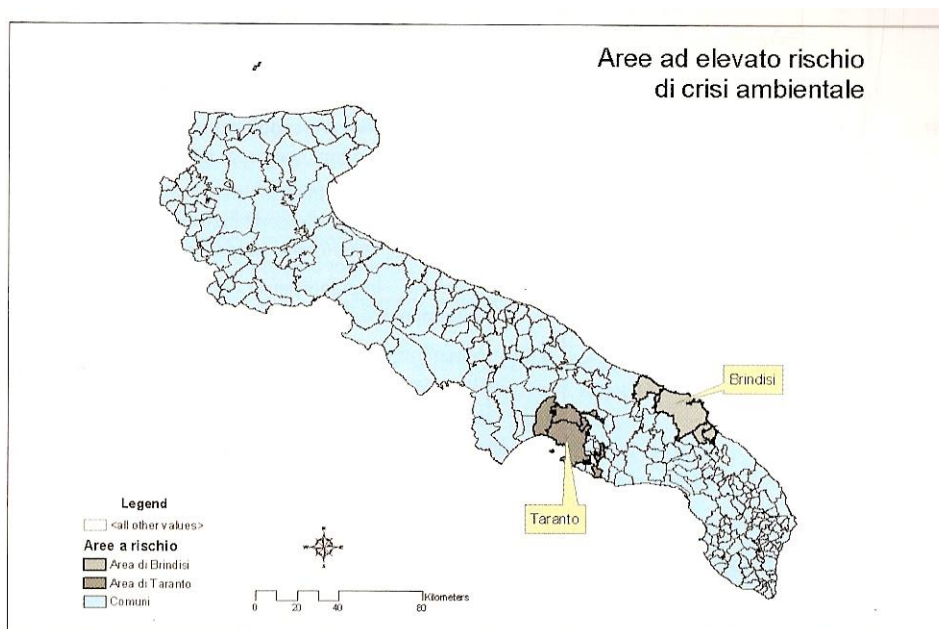 Aree ad elevato rischio
di crisi ambientale
Brindisi
Taranto
Legend
<all other values>
Aree a rischio
Area di Brindisi
Area di Taranto
Comuni
N
W E
S
Kilometers
0 20 40 80